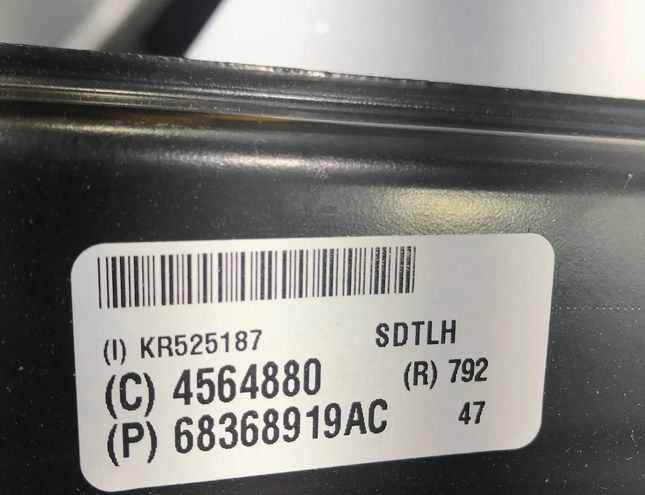 (I) KR525187 SDTLH
(C) 4564880 (R) 792
(P) 68368919AC 47